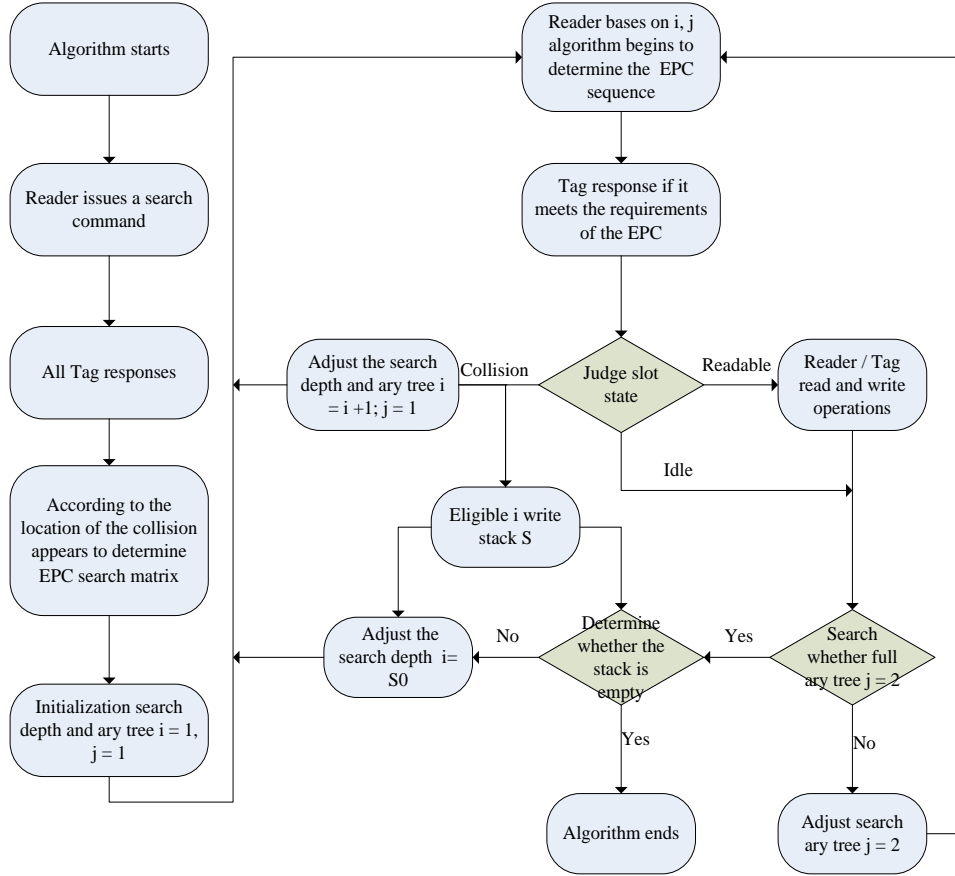 Algorithm starts
Reader issues a search
command
All Tag responses
According to the
location of the collision
appears to determine
EPC search matrix
Initialization search
depth and ary tree i = 1,
j = 1
Reader bases on i, j
algorithm begins to
determine the EPC
sequence
Tag response if it
meets the requirements
of the EPC
Judge slot
state
Collision
Readable
Idle
Adjust the search
depth and ary tree i
= i +1; j = 1
Reader / Tag
read and write
operations
Eligible i write
stack S
Adjust the
search depth i=
S0
No
Determine
whether the
stack is
empty
Yes
Search
whether full
ary tree j = 2
Yes
No
Algorithm ends
Adjust search
ary tree j = 2